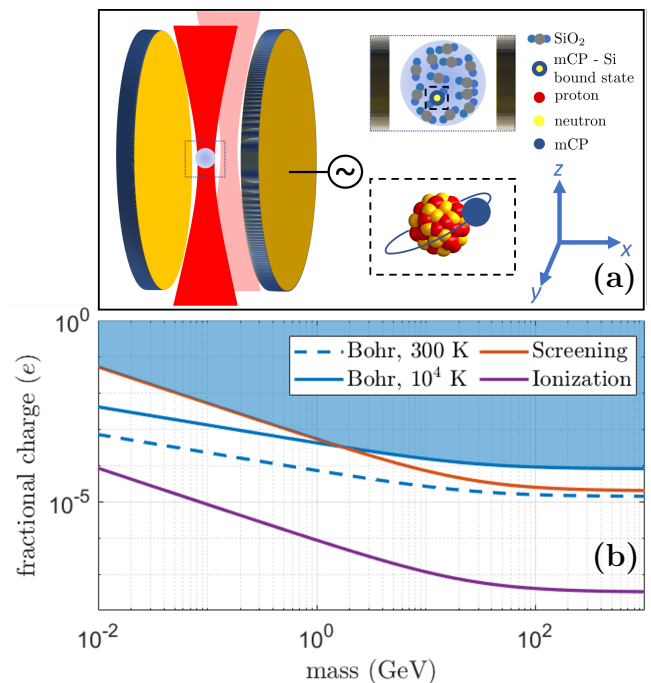 SiO₂
mCP - Si
bound state
proton
neutron
mCP
~
z
x
y
(a)
10⁰
Bohr, 300 K
Screening
Bohr, 10⁴ K
Ionization
fractional charge (e)
10⁻⁵
(b)
10⁻²
10⁰
10²
mass (GeV)